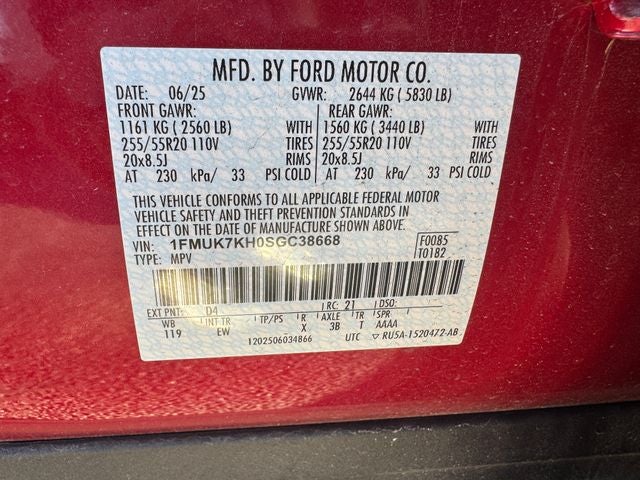 MFD. BY FORD MOTOR CO.
DATE: 06/25 GVWR: 2644 KG ( 5830 LB)
FRONT GAWR: REAR GAWR:
1161 KG ( 2560 LB) WITH 1560 KG ( 3440 LB) WITH
255/55R20 110V TIRES 255/55R20 110V TIRES
20x8.5J RIMS 20x8.5J RIMS
AT 230 kPa/ 33 PSI COLD AT 230 kPa/ 33 PSI COLD
THIS VEHICLE CONFORMS TO ALL APPLICABLE FEDERAL MOTOR
VEHICLE SAFETY AND THEFT PREVENTION STANDARDS IN
EFFECT ON THE DATE OF MANUFACTURE SHOWN ABOVE.
VIN: 1FMUK7KH0SGC38668 F0085
TYPE: MPV T0182
EXT PNT: D4 RC: 21 DSO:
WB INT TR TP/PS R AXLE TR SPR
119 EW X 3B T AAAA
1202506034866 UTC ▽ RU5A-1520472-AB